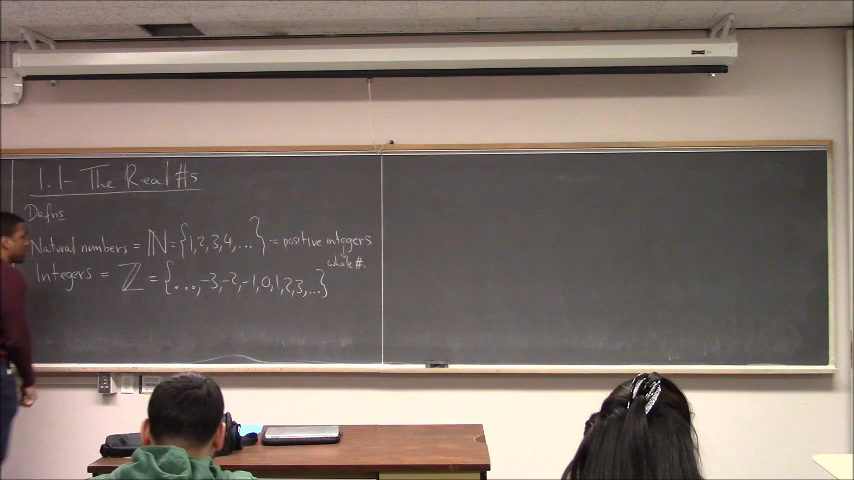 1.1- The Real #s
Defns
Natural numbers = ℕ = {1,2,3,4,...} = positive integers
whole #.
Integers = ℤ = {...,-3,-2,-1,0,1,2,3,...}